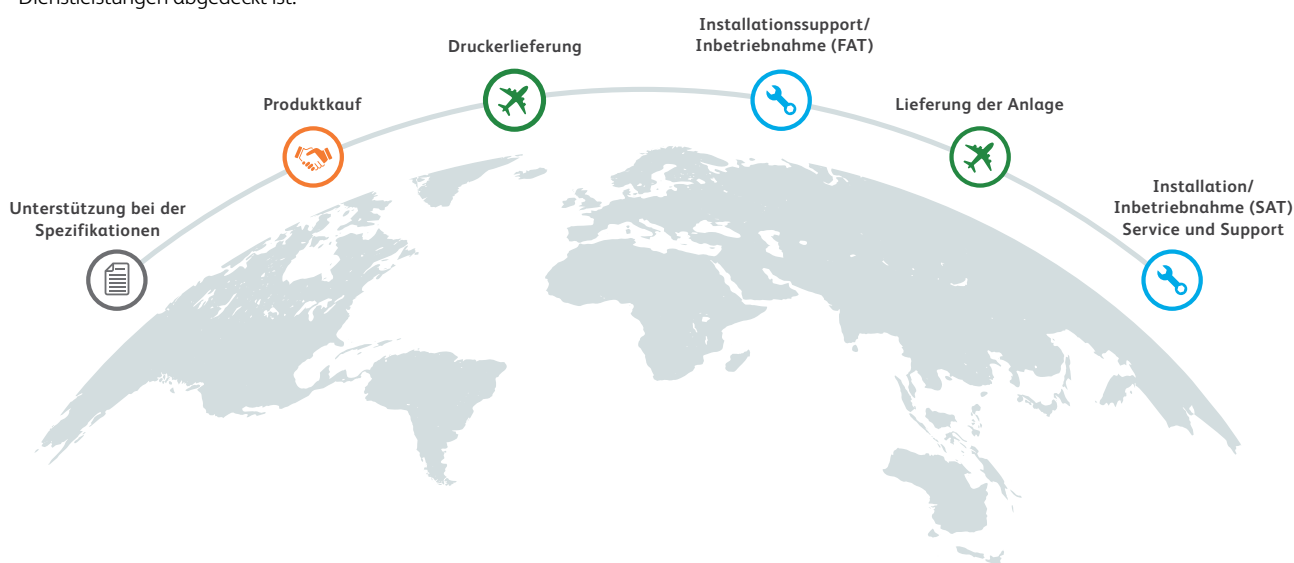 Dienstleistungen abgedeckt ist.
Installationssupport/
Inbetriebnahme (FAT)
Druckerlieferung
Produktkauf
Lieferung der Anlage
Unterstützung bei der
Spezifikationen
Installation/
Inbetriebnahme (SAT)
Service und Support